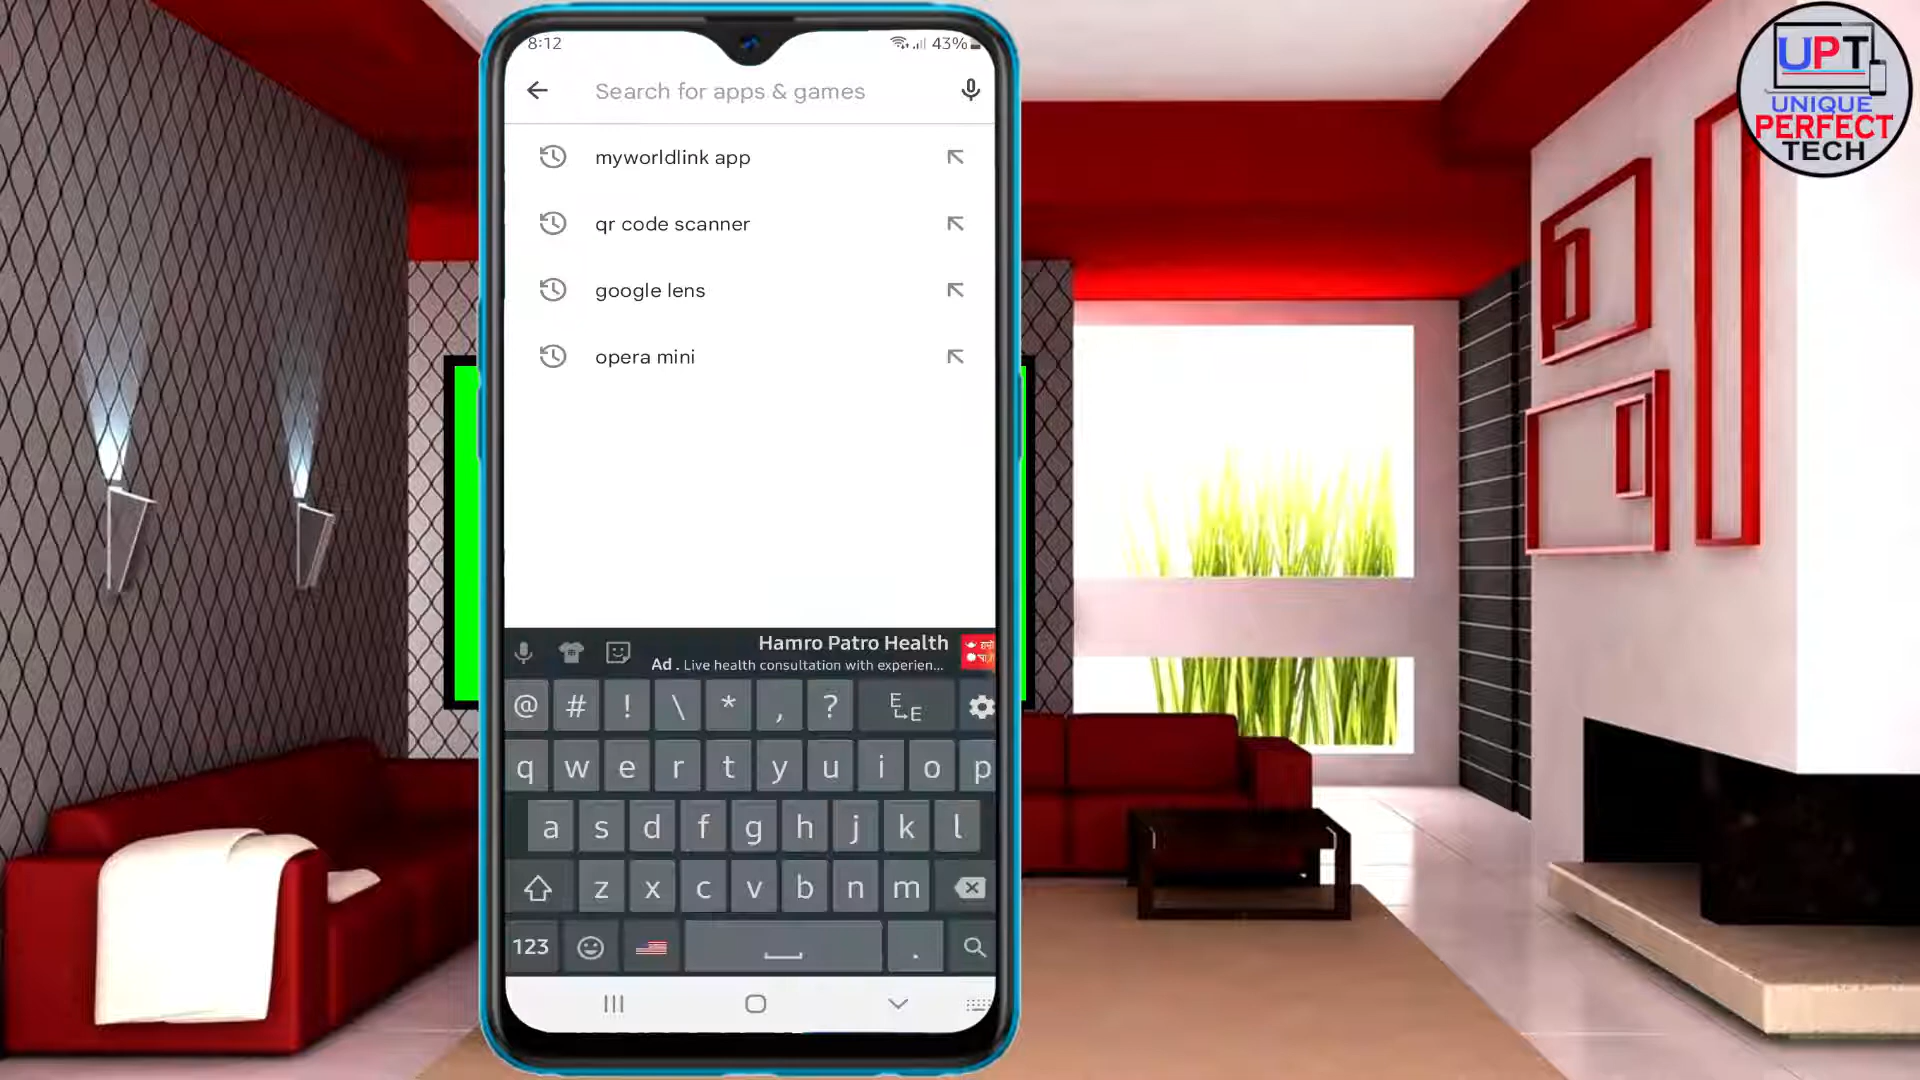 8:12
43%
Search for apps & games
myworldlink app
qr code scanner
google lens
opera mini
Hamro Patro Health
Ad . Live health consultation with experien...
@ # ! \ * , ? E E
q w e r t y u i o p
a s d f g h j k l
z x c v b n m
123 .
UPT
UNIQUE
PERFECT
TECH